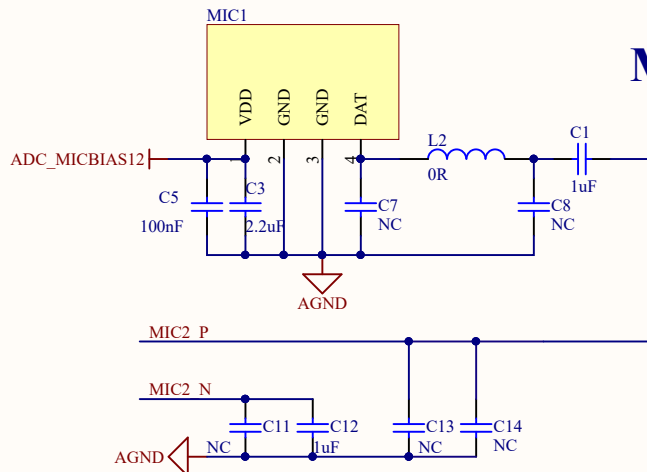 MIC1
M
VDD
GND
GND
DAT
ADC_MICBIAS12
1
2
3
4
L2
0R
C1
1uF
C5
100nF
C3
2.2uF
C7
NC
C8
NC
AGND
MIC2_P
MIC2_N
C11
NC
C12
1uF
C13
NC
C14
NC
AGND